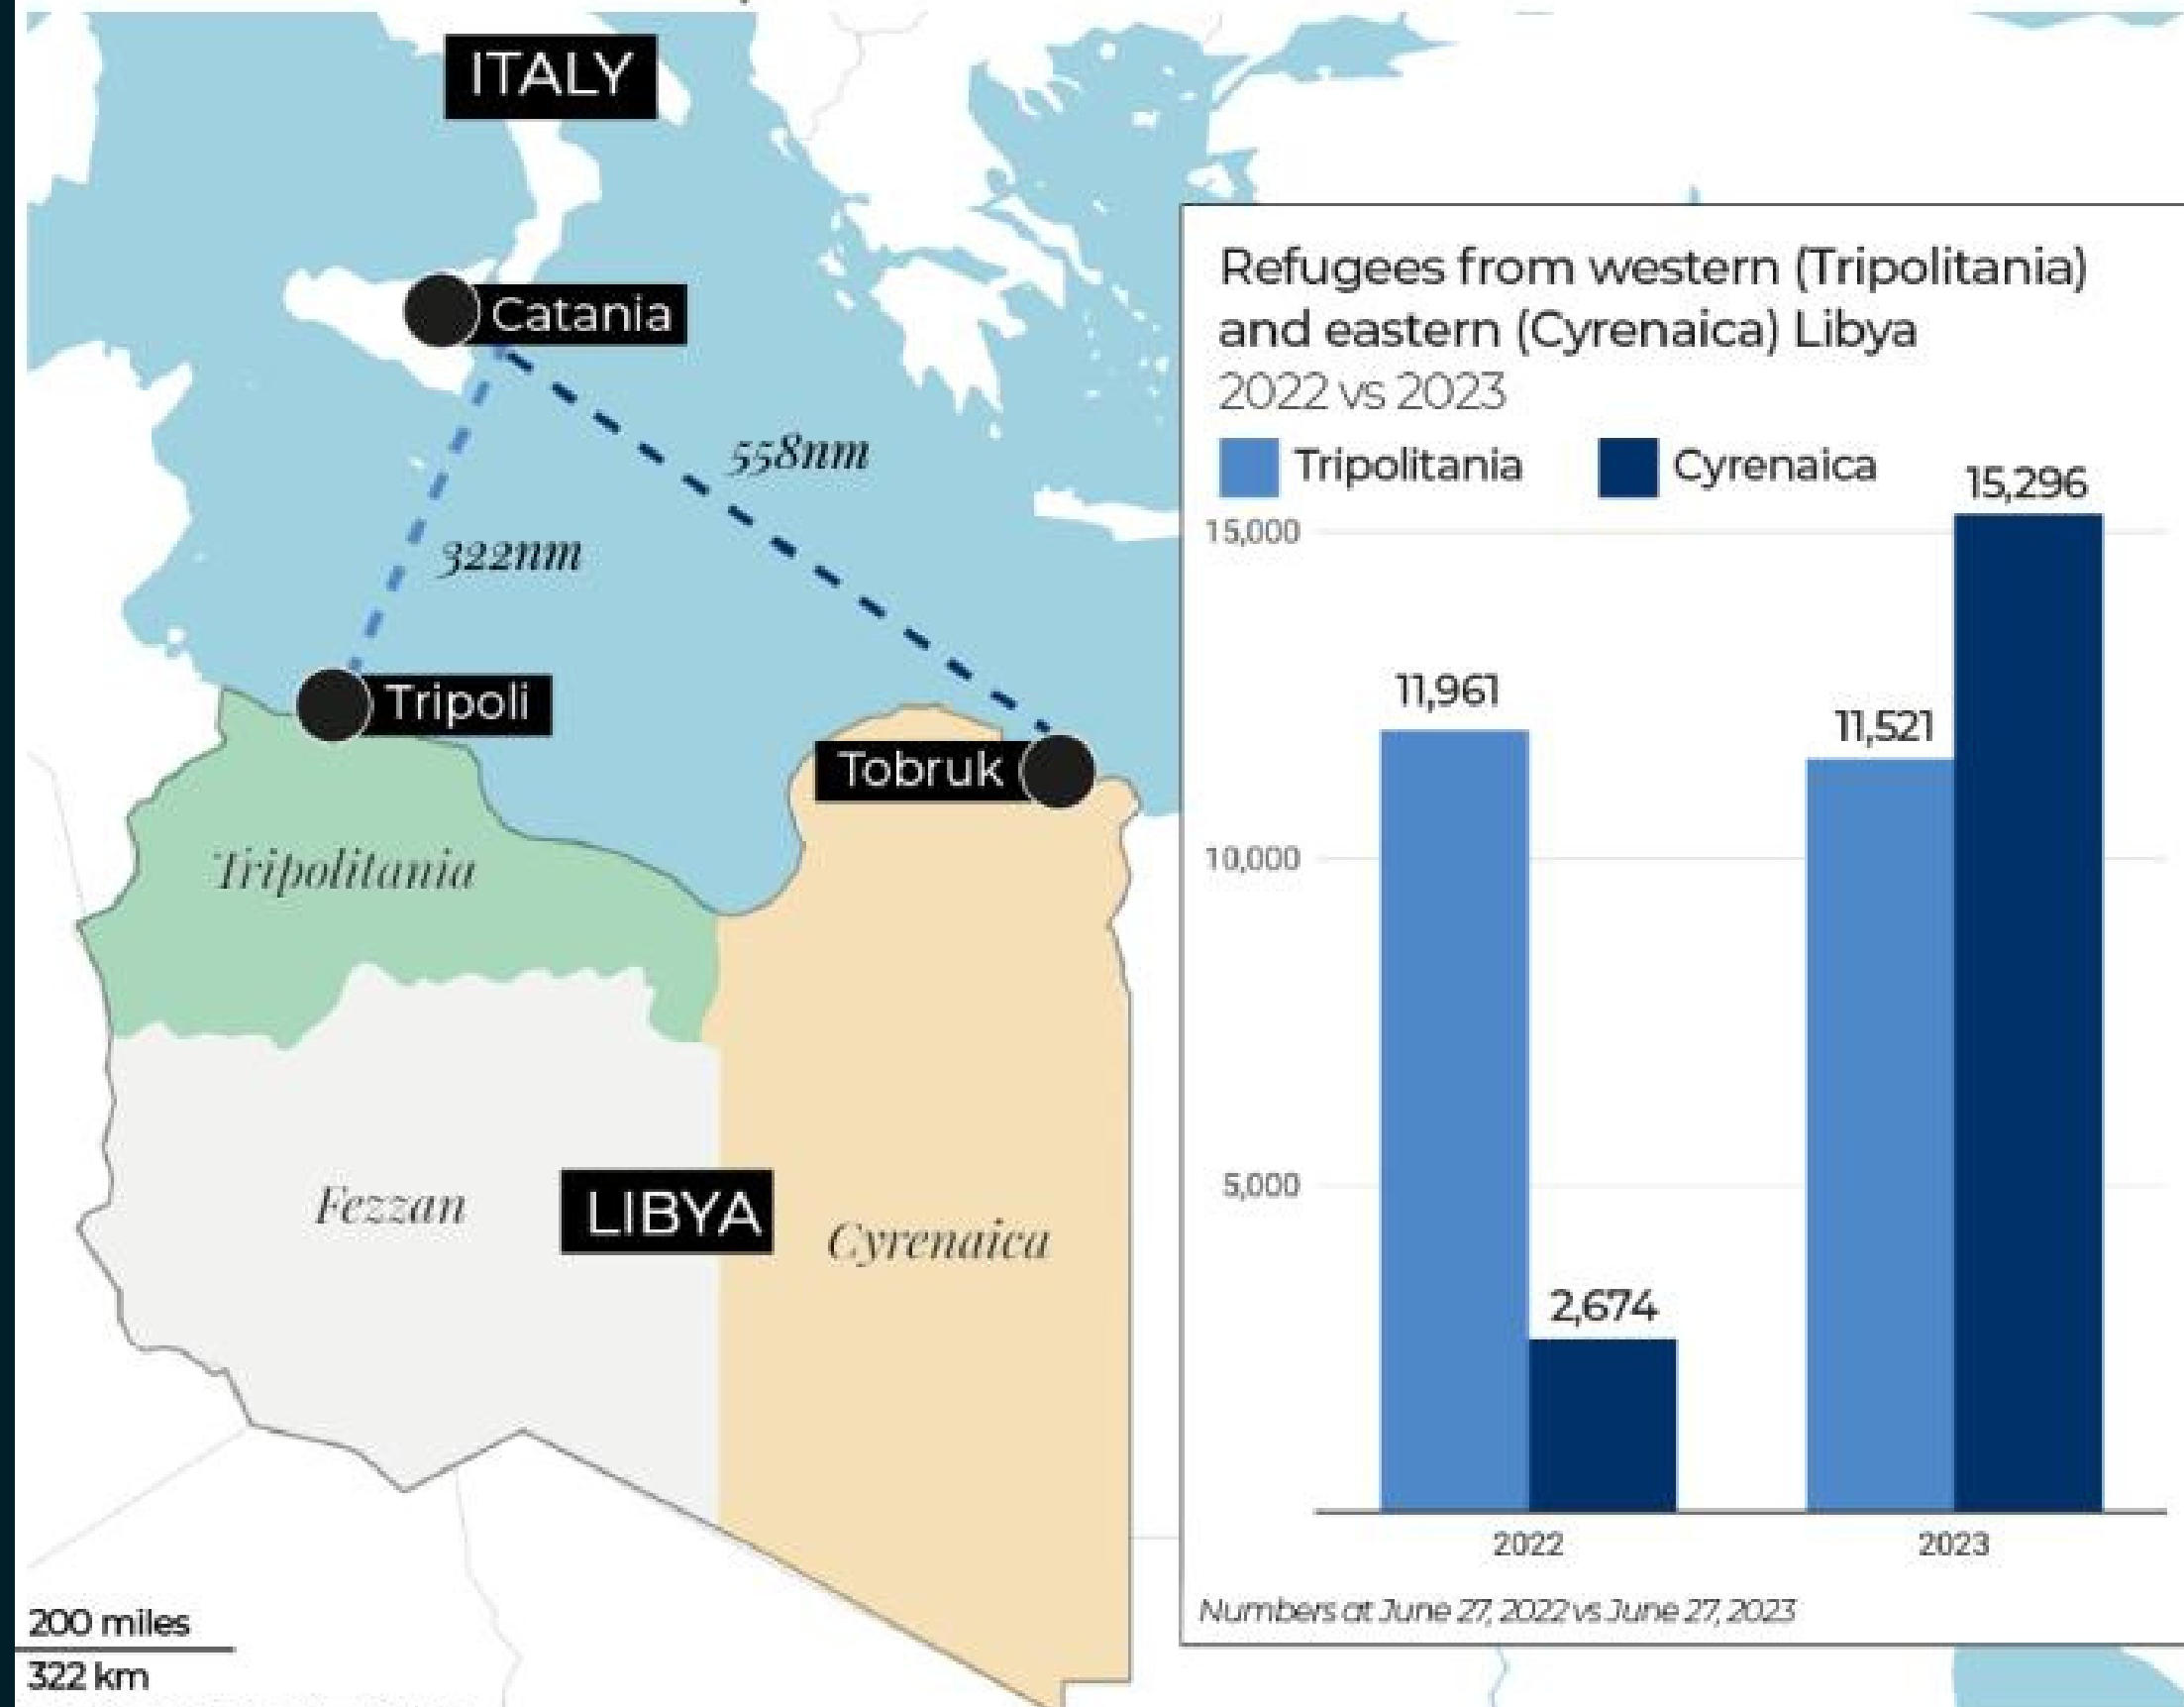 ITALY
Catania
558nm
322nm
Tripoli
Tobruk
Tripolitania
Fezzan
LIBYA
Cyrenaica
200 miles
322 km
Refugees from western (Tripolitania)
and eastern (Cyrenaica) Libya
2022 vs 2023
Tripolitania
Cyrenaica
15,296
15,000
11,961
11,521
10,000
5,000
2,674
2022
2023
Numbers at June 27, 2022 vs June 27, 2023